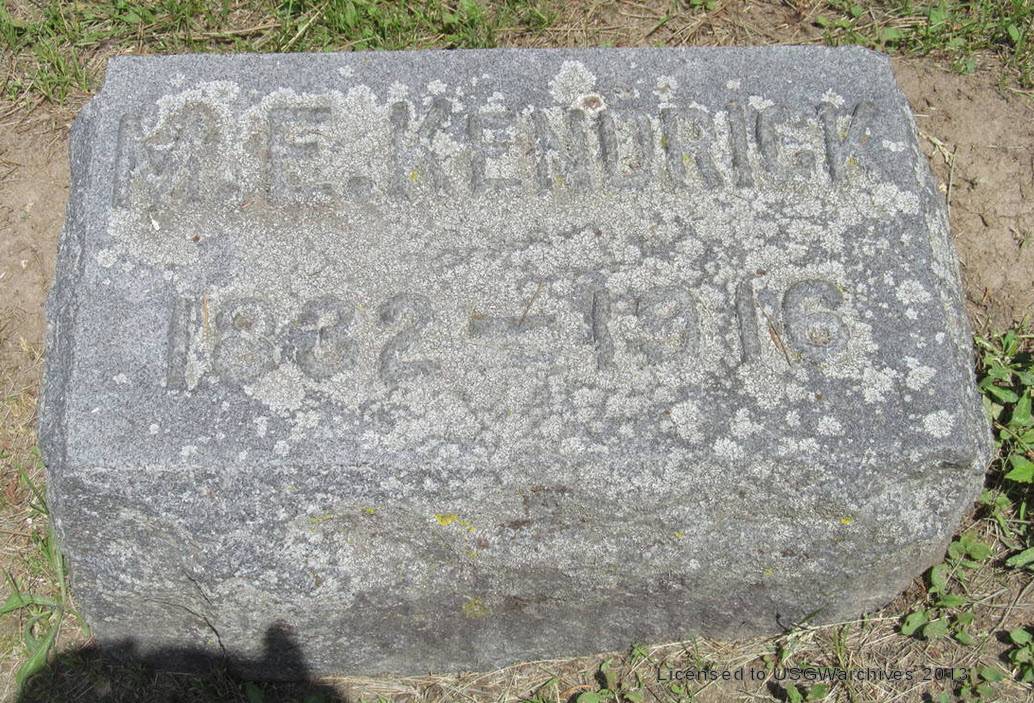 M. E. KENDRICK
1832 – 1916
Licensed to USGWarchives 2013